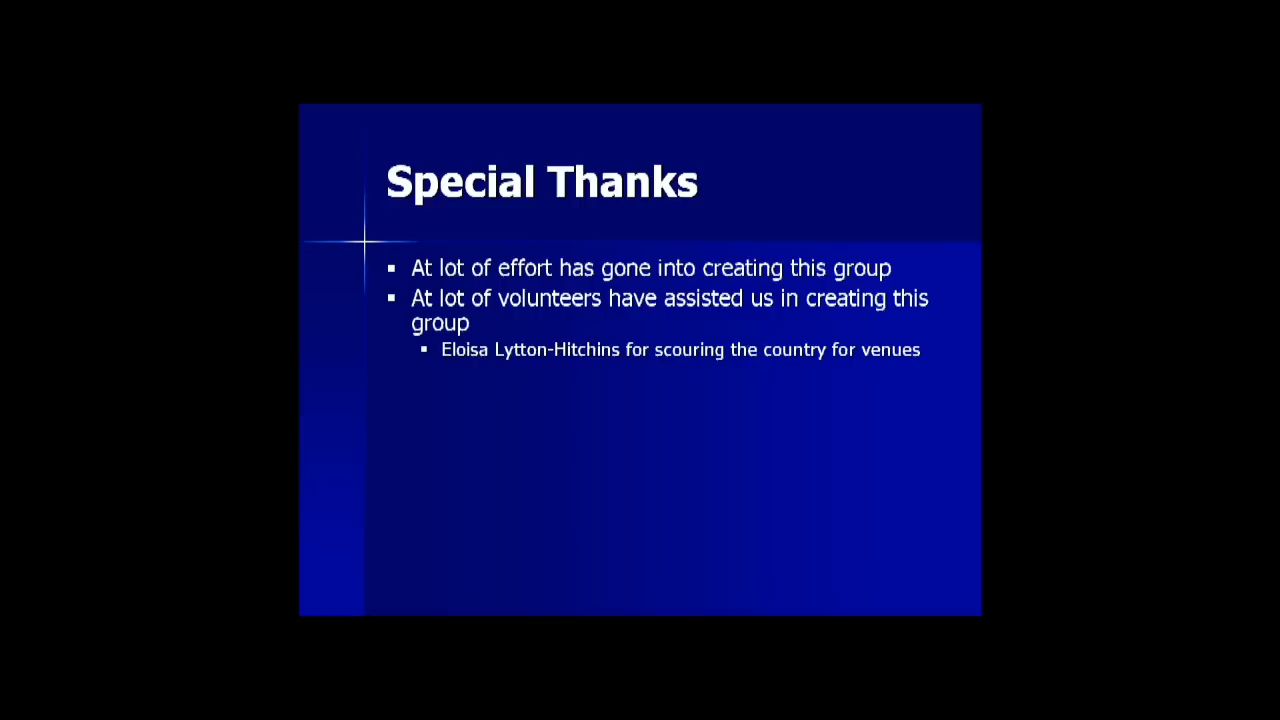 Special Thanks
▪ At lot of effort has gone into creating this group
▪ At lot of volunteers have assisted us in creating this
group
▪ Eloisa Lytton-Hitchins for scouring the country for venues